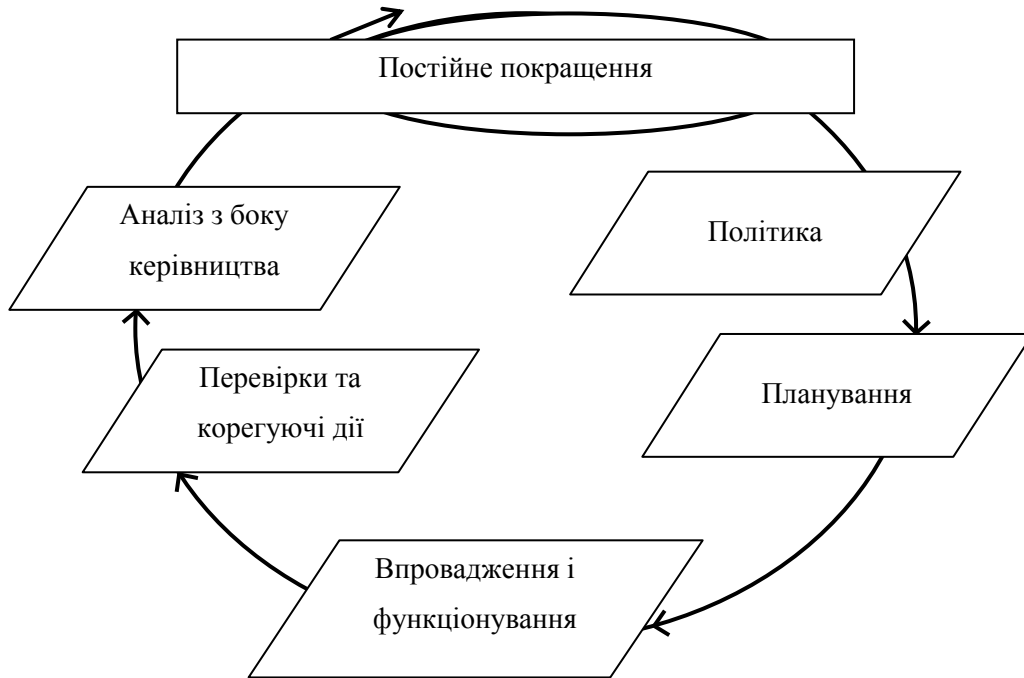 Постійне покращення
Політика
Планування
Впровадження і
функціонування
Перевірки та
корегуючі дії
Аналіз з боку
керівництва